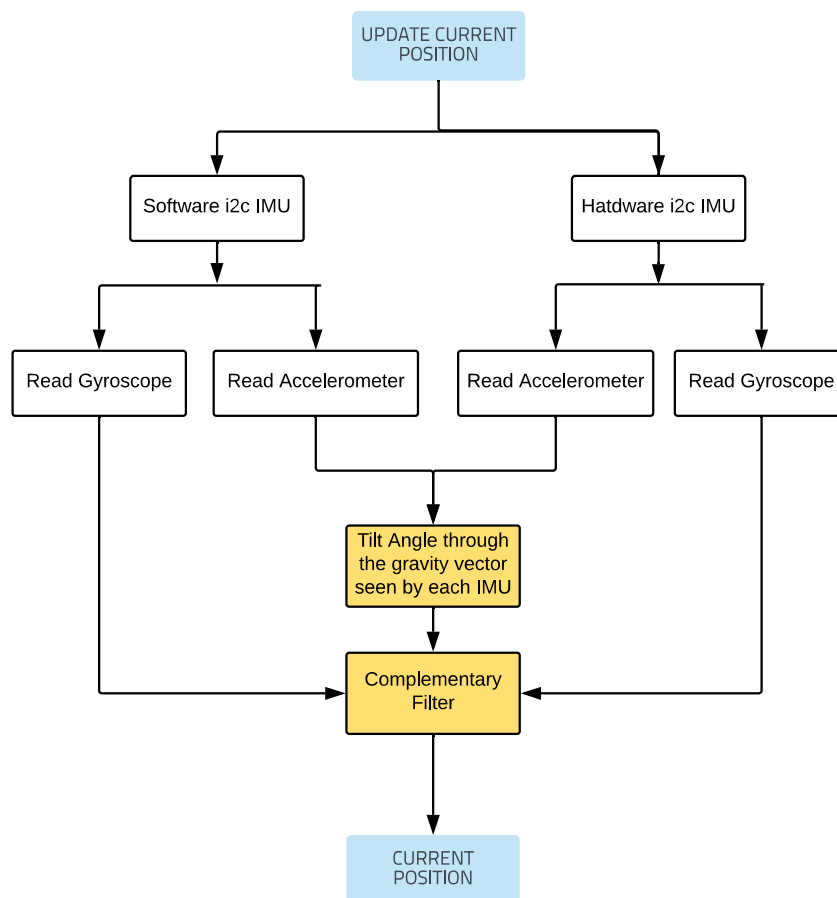 UPDATE CURRENT
POSITION
Software i2c IMU
Hatdware i2c IMU
Read Gyroscope
Read Accelerometer
Read Accelerometer
Read Gyroscope
Tilt Angle through
the gravity vector
seen by each IMU
Complementary
Filter
CURRENT
POSITION